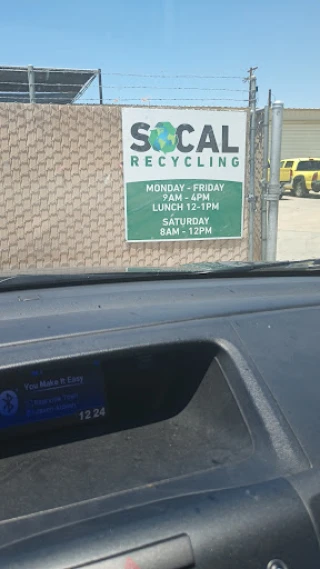 SOCAL
RECYCLING
MONDAY - FRIDAY
9AM - 4PM
LUNCH 12-1PM
SATURDAY
8AM - 12PM
You Make It Easy
12:24